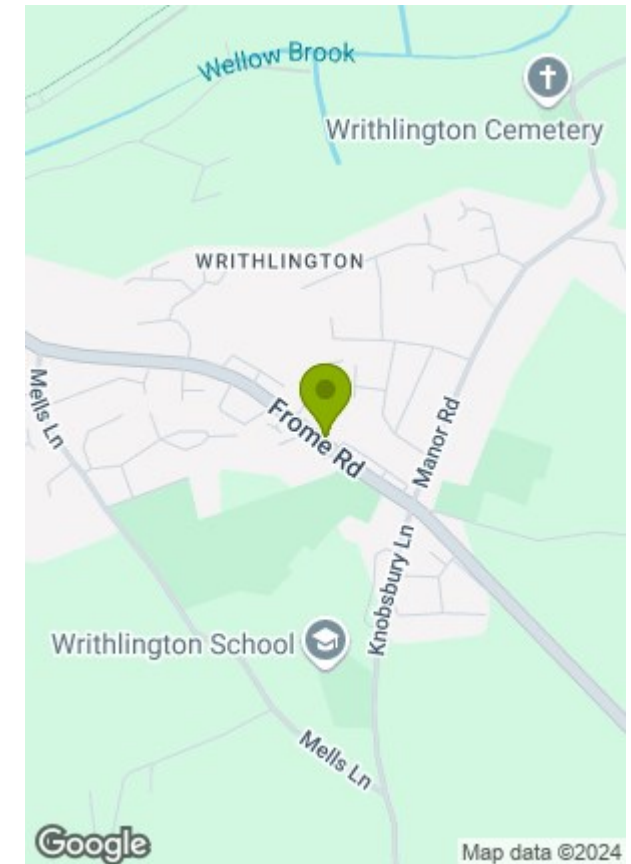 Wellow Brook
Writhlington Cemetery
WRITHLINGTON
Mells Ln
Frome Rd
Manor Rd
Knobsbury Ln
Writhlington School
Mells Ln
Google
Map data ©2024